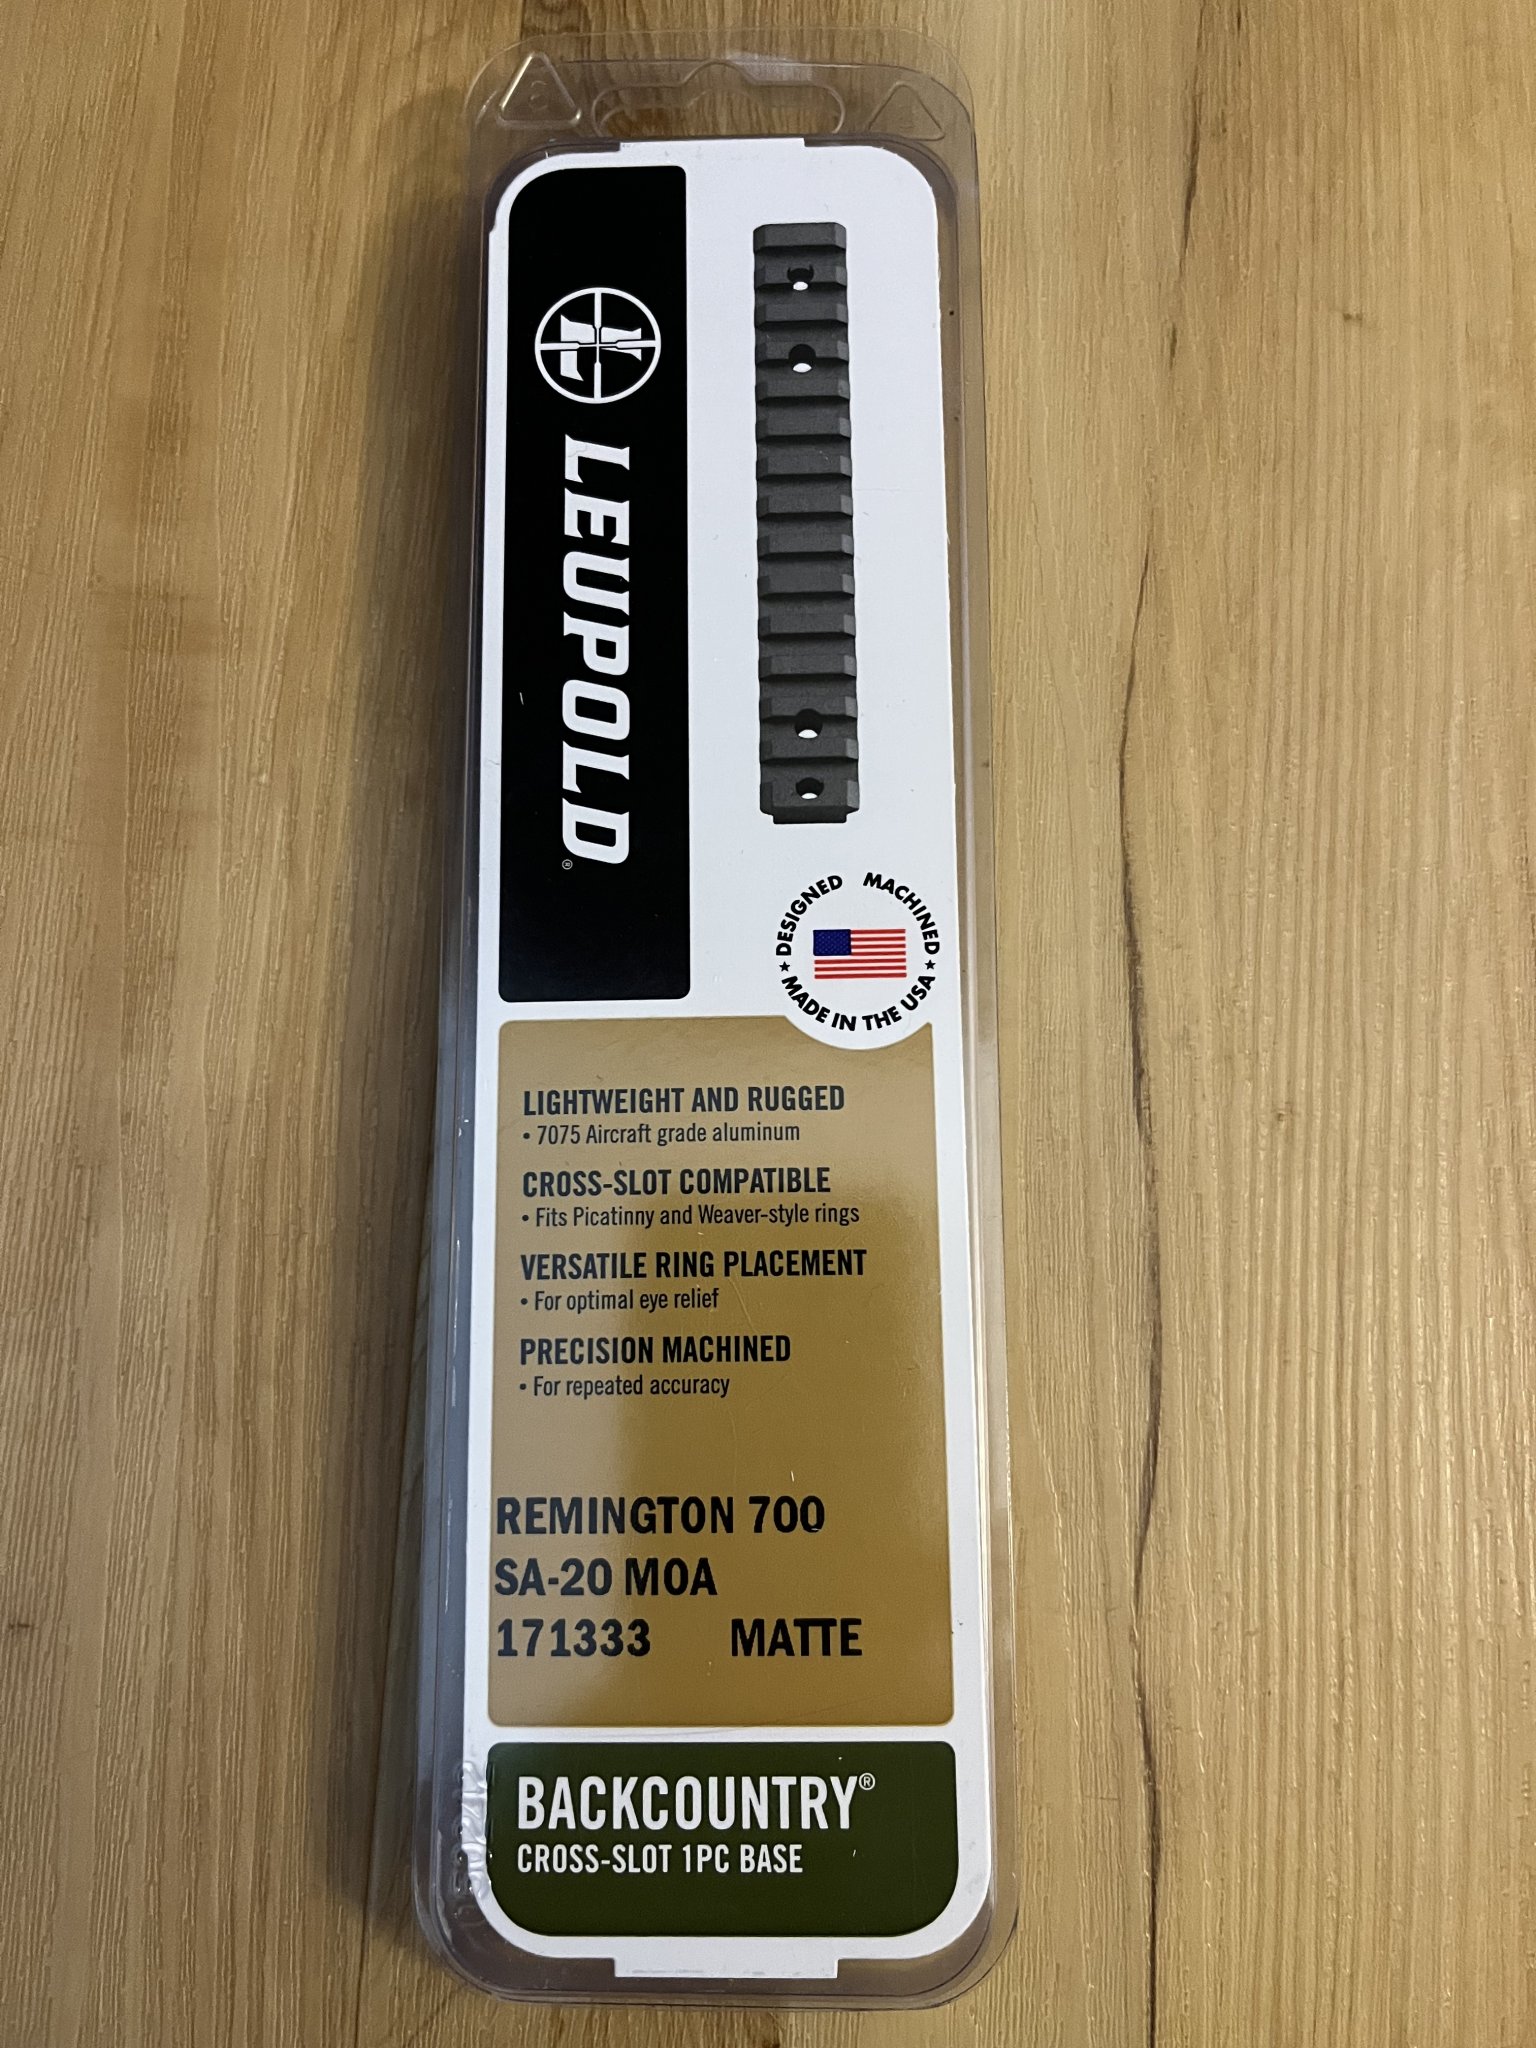 LEUPOLD®
DESIGNED MACHINED
★ MADE IN THE USA ★
LIGHTWEIGHT AND RUGGED
• 7075 Aircraft grade aluminum
CROSS-SLOT COMPATIBLE
• Fits Picatinny and Weaver-style rings
VERSATILE RING PLACEMENT
• For optimal eye relief
PRECISION MACHINED
• For repeated accuracy
REMINGTON 700
SA-20 MOA
171333 MATTE
BACKCOUNTRY®
CROSS-SLOT 1PC BASE